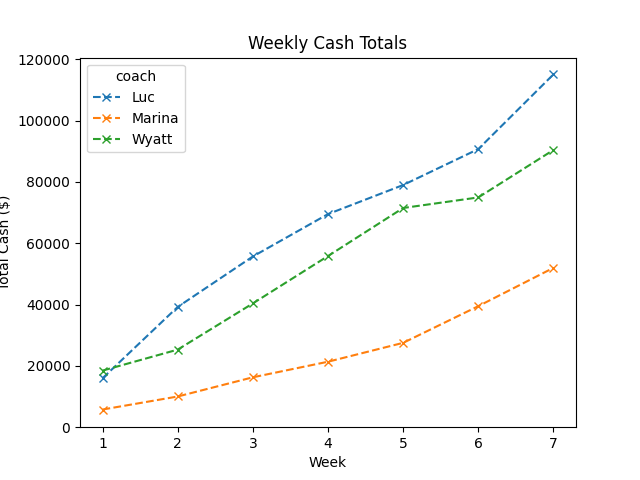 Weekly Cash Totals
120000
100000
80000
60000
40000
20000
0
Total Cash ($)
coach
Luc
Marina
Wyatt
1 2 3 4 5 6 7
Week